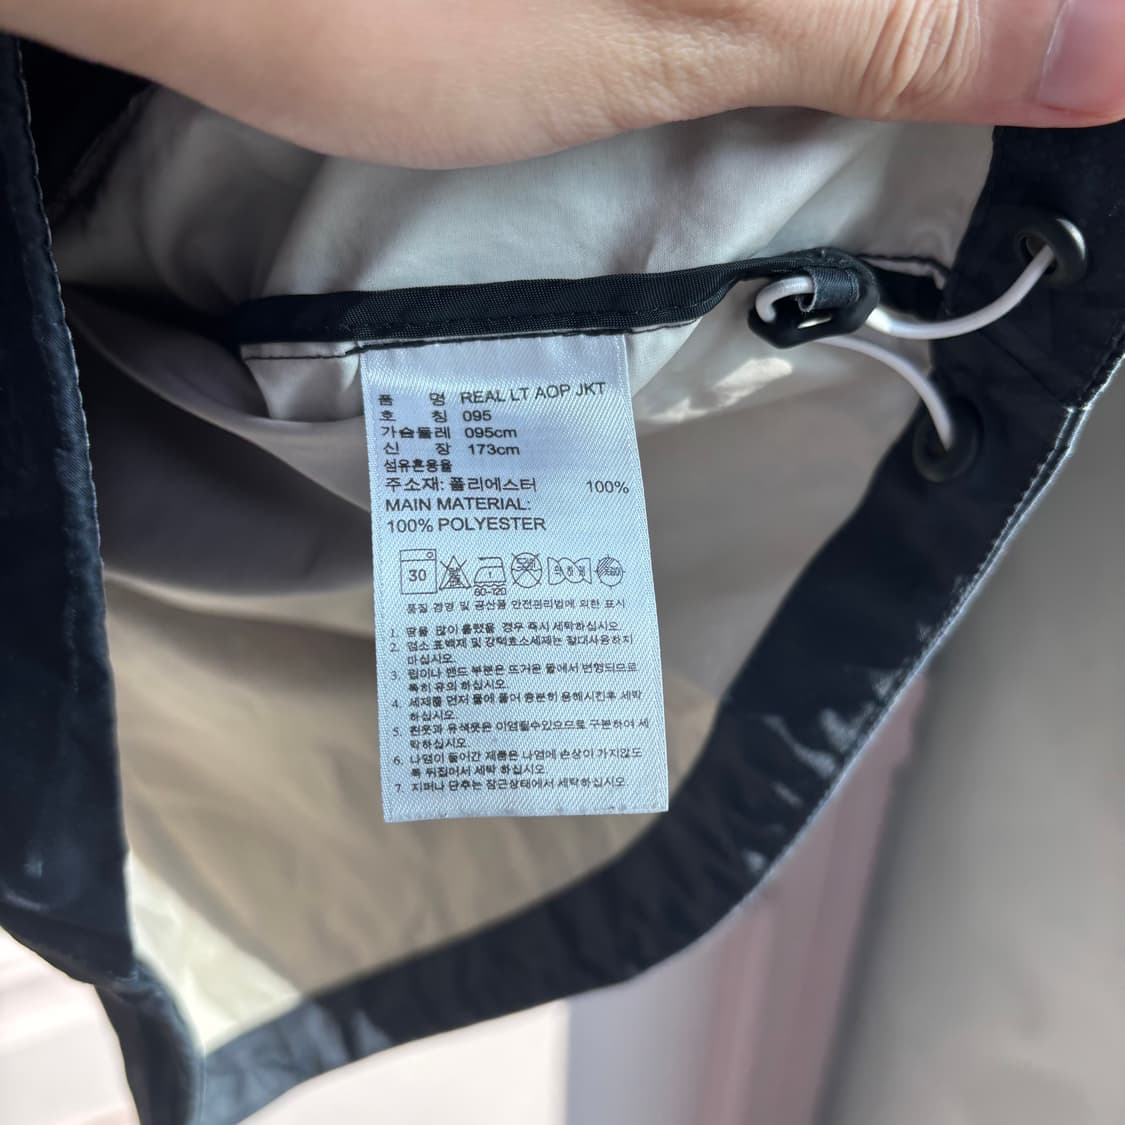 품 명 REAL LT AOP JKT
호 칭 095
가슴둘레 095cm
신 장 173cm
섬유혼용율
주소재: 폴리에스터 100%
MAIN MATERIAL:
100% POLYESTER
30
60-120
품질 경영 및 공산품 안전관리법에 의한 표시
1. 땀을 많이 흘렸을 경우 즉시 세탁하십시오.
2. 염소 표백제 및 강력효소세제는 절대사용하지
마십시오.
3. 립이나 밴드 부분은 뜨거운 물에서 변형되므로
특히 유의 하십시오.
4. 세제를 먼저 물에 풀어 충분히 용해시킨후 세탁
하십시오.
5. 흰옷과 유색옷은 이염될수있으므로 구분하여 세
탁하십시오.
6. 나염이 들어간 제품은 나염에 손상이 가지않도
록 뒤집어서 세탁 하십시오.
7. 지퍼나 단추는 잠근상태에서 세탁하십시오.